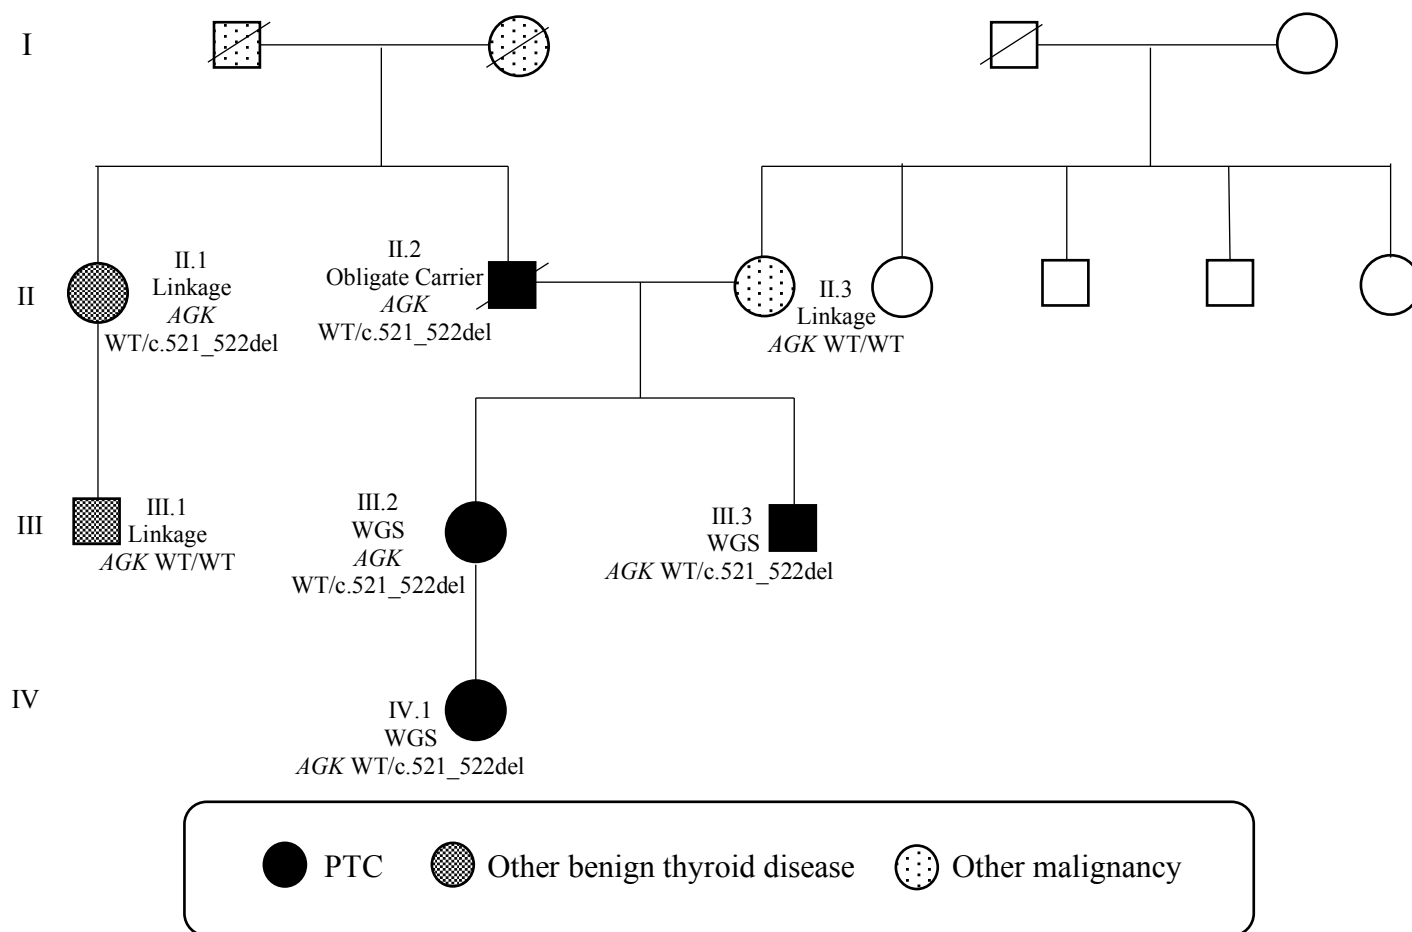 I
II
II.1
Linkage
AGK
WT/c.521_522del
II.2
Obligate Carrier
AGK
WT/c.521_522del
II.3
Linkage
AGK WT/WT
III
III.1
Linkage
AGK WT/WT
III.2
WGS
AGK
WT/c.521_522del
III.3
WGS
AGK WT/c.521_522del
IV
IV.1
WGS
AGK WT/c.521_522del
PTC
Other benign thyroid disease
Other malignancy